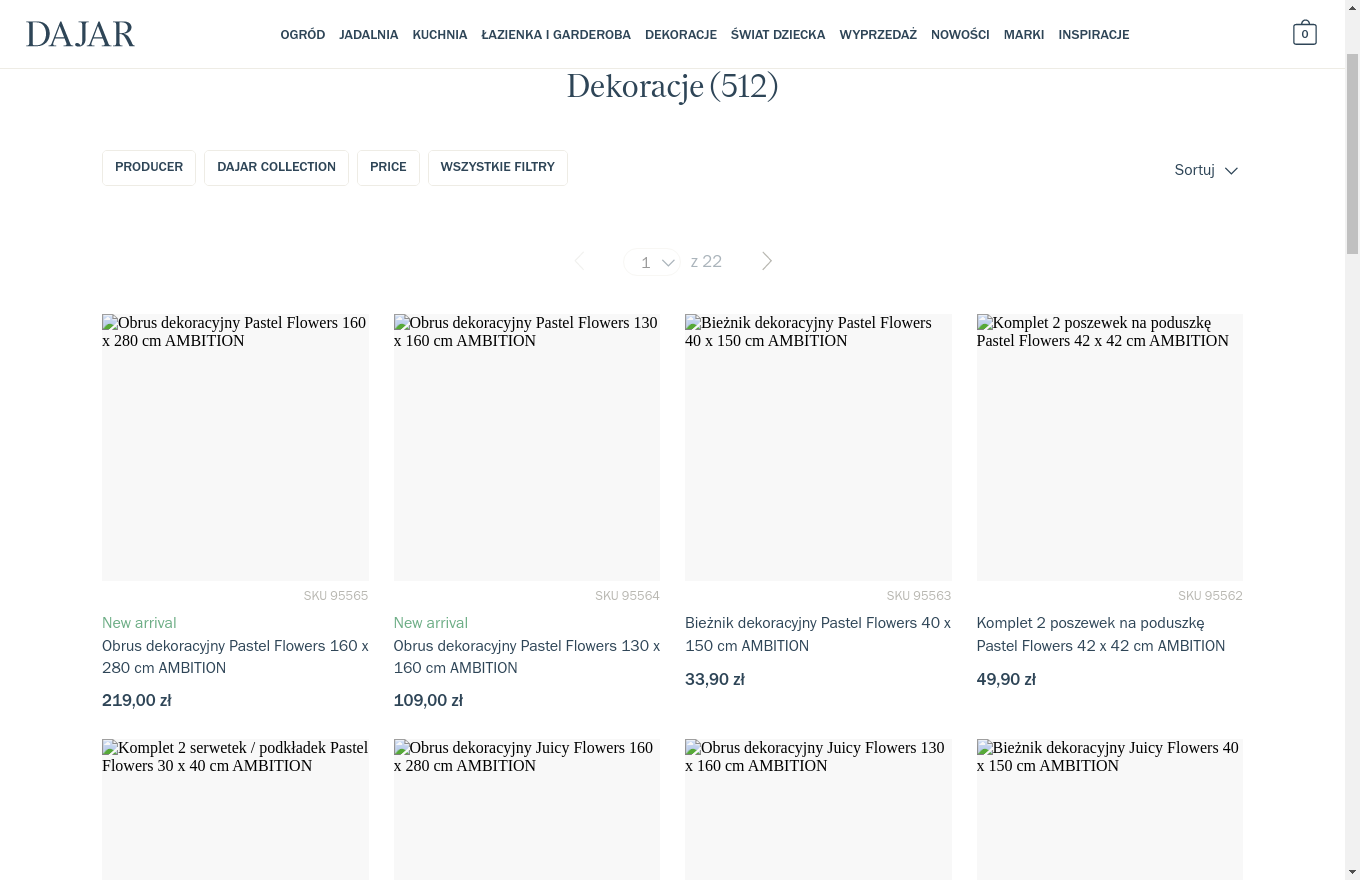 DAJAR
OGRÓD JADALNIA KUCHNIA ŁAZIENKA I GARDEROBA DEKORACJE ŚWIAT DZIECKA WYPRZEDAŻ NOWOŚCI MARKI INSPIRACJE
0
Dekoracje (512)
PRODUCER DAJAR COLLECTION PRICE WSZYSTKIE FILTRY
Sortuj
1 z 22
Obrus dekoracyjny Pastel Flowers 160
x 280 cm AMBITION
Obrus dekoracyjny Pastel Flowers 130
x 160 cm AMBITION
Bieżnik dekoracyjny Pastel Flowers
40 x 150 cm AMBITION
Komplet 2 poszewek na poduszkę
Pastel Flowers 42 x 42 cm AMBITION
SKU 95565
New arrival
Obrus dekoracyjny Pastel Flowers 160 x
280 cm AMBITION
219,00 zł
SKU 95564
New arrival
Obrus dekoracyjny Pastel Flowers 130 x
160 cm AMBITION
109,00 zł
SKU 95563
Bieżnik dekoracyjny Pastel Flowers 40 x
150 cm AMBITION
33,90 zł
SKU 95562
Komplet 2 poszewek na poduszkę
Pastel Flowers 42 x 42 cm AMBITION
49,90 zł
Komplet 2 serwetek / podkładek Pastel
Flowers 30 x 40 cm AMBITION
Obrus dekoracyjny Juicy Flowers 160
x 280 cm AMBITION
Obrus dekoracyjny Juicy Flowers 130
x 160 cm AMBITION
Bieżnik dekoracyjny Juicy Flowers 40
x 150 cm AMBITION